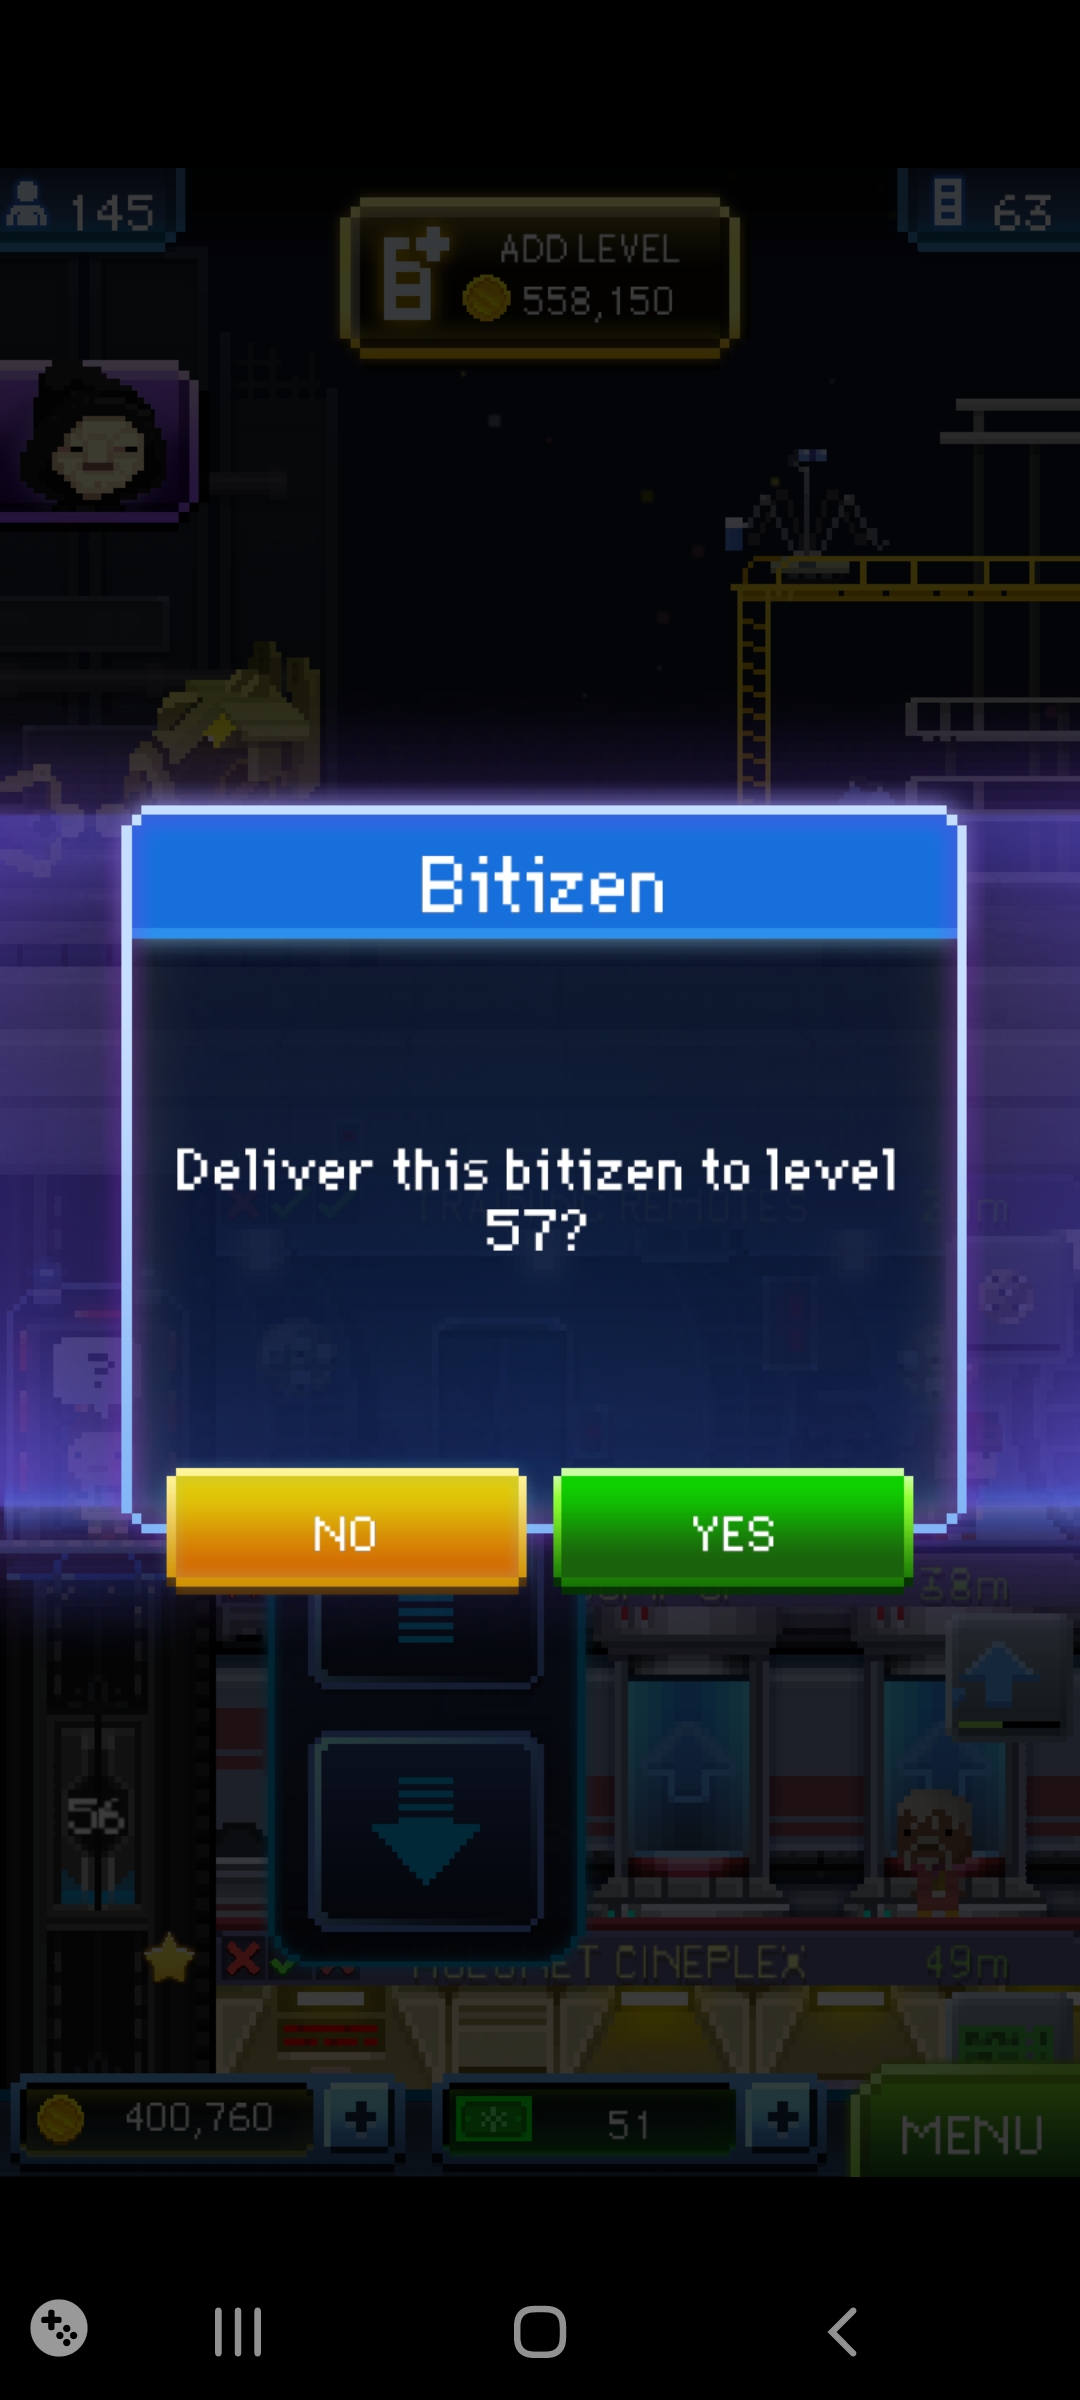 145
63
ADD LEVEL
558,150
Bitizen
Deliver this bitizen to level
57?
?
NO
YES
38m
56
CINEPLEX
49m
400,760
51
MENU